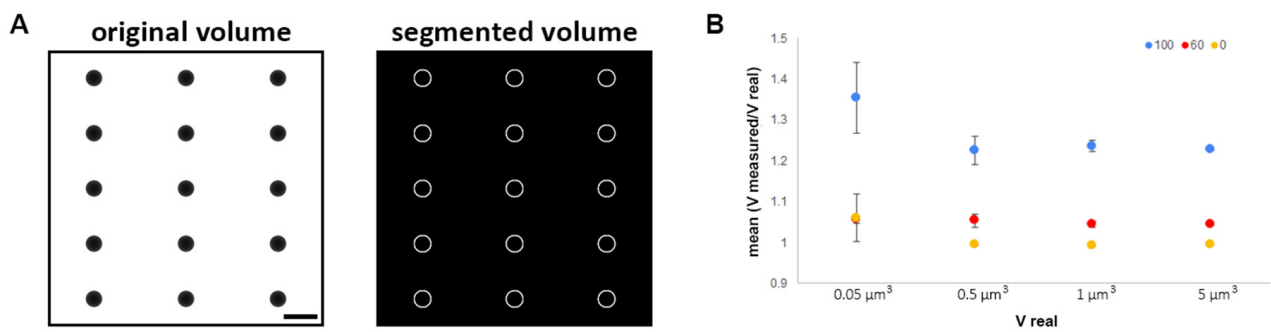 A
original volume
segmented volume
B
mean (V measured/V real)
1.5
1.4
1.3
1.2
1.1
1
0.9
100 60 0
0.05 µm³ 0.5 µm³ 1 µm³ 5 µm³
V real